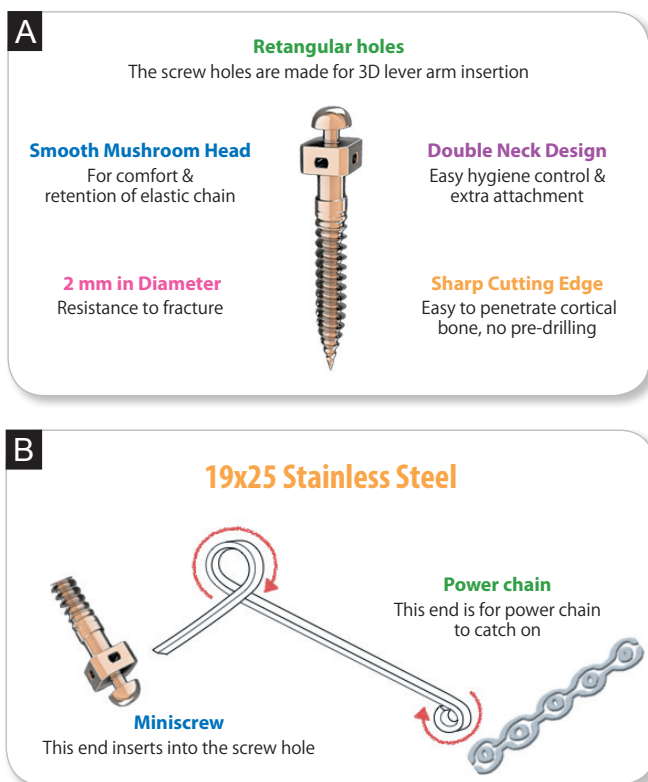 A
Retangular holes
The screw holes are made for 3D lever arm insertion
Smooth Mushroom Head
For comfort &
retention of elastic chain
Double Neck Design
Easy hygiene control &
extra attachment
2 mm in Diameter
Resistance to fracture
Sharp Cutting Edge
Easy to penetrate cortical
bone, no pre-drilling
B
19x25 Stainless Steel
Power chain
This end is for power chain
to catch on
Miniscrew
This end inserts into the screw hole